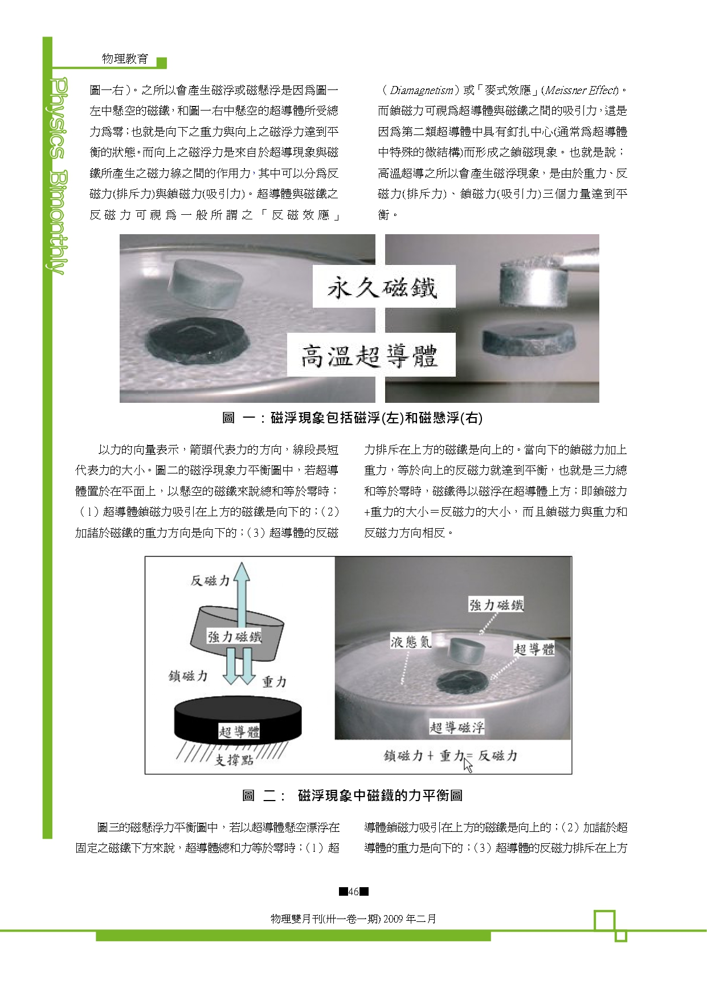 物理教育
Physics Bimonthly
圖一右)。之所以會產生磁浮或磁懸浮是因為圖一
左中懸空的磁鐵，和圖一右中懸空的超導體所受總
力為零；也就是向下之重力與向上之磁浮力達到平
衡的狀態。而向上之磁浮力是來自於超導現象與磁
鐵所產生之磁力線之間的作用力，其中可以分為反
磁力(排斥力)與鎖磁力(吸引力)。超導體與磁鐵之
反磁力可視為一般所謂之「反磁效應」
（Diamagnetism）或「麥式效應」(Meissner Effect)。
而鎖磁力可視為超導體與磁鐵之間的吸引力，這是
因為第二類超導體中具有釘扎中心(通常為超導體
中特殊的微結構)而形成之鎖磁現象。也就是說；
高溫超導之所以會產生磁浮現象，是由於重力、反
磁力(排斥力)、鎖磁力(吸引力)三個力量達到平
衡。
永久磁鐵
高溫超導體
圖 一：磁浮現象包括磁浮(左)和磁懸浮(右)
以力的向量表示，箭頭代表力的方向，線段長短
代表力的大小。圖二的磁浮現象力平衡圖中，若超導
體置於在平面上，以懸空的磁鐵來說總和等於零時；
（1）超導體鎖磁力吸引在上方的磁鐵是向下的；（2）
加諸於磁鐵的重力方向是向下的；（3）超導體的反磁
力排斥在上方的磁鐵是向上的。當向下的鎖磁力加上
重力，等於向上的反磁力就達到平衡，也就是三力總
和等於零時，磁鐵得以磁浮在超導體上方；即鎖磁力
+重力的大小＝反磁力的大小，而且鎖磁力與重力和
反磁力方向相反。
反磁力
強力磁鐵
鎖磁力
重力
超導體
支撐點
強力磁鐵
液態氮
超導體
超導磁浮
鎖磁力 + 重力 = 反磁力
圖 二： 磁浮現象中磁鐵的力平衡圖
圖三的磁懸浮力平衡圖中，若以超導體懸空漂浮在
固定之磁鐵下方來說，超導體總和力等於零時；（1）超
導體鎖磁力吸引在上方的磁鐵是向上的；（2）加諸於超
導體的重力是向下的；（3）超導體的反磁力排斥在上方
■46■
物理雙月刊(卅一卷一期) 2009 年二月